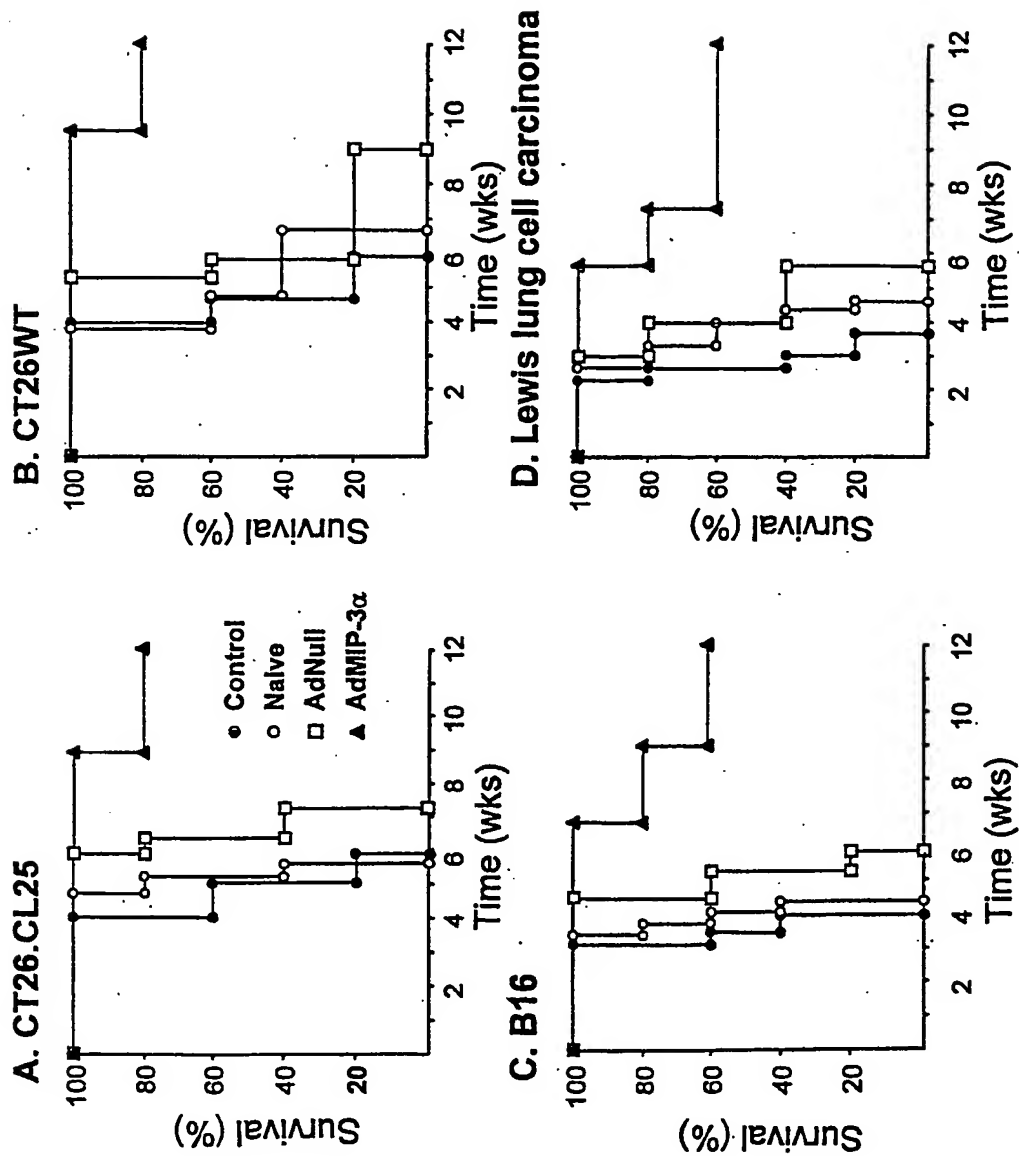 A. CT26.CL25
Survival (%)
100
80
60
40
20
2
4
6
8
10
12
Time (wks)
Control
Naïve
AdNull
AdMIP-3α
B. CT26WT
Survival (%)
100
80
60
40
20
2
4
6
8
10
12
Time (wks)
C. B16
Survival (%)
100
80
60
40
20
2
4
6
8
10
12
Time (wks)
D. Lewis lung cell carcinoma
Survival (%)
100
80
60
40
20
2
4
6
8
10
12
Time (wks)